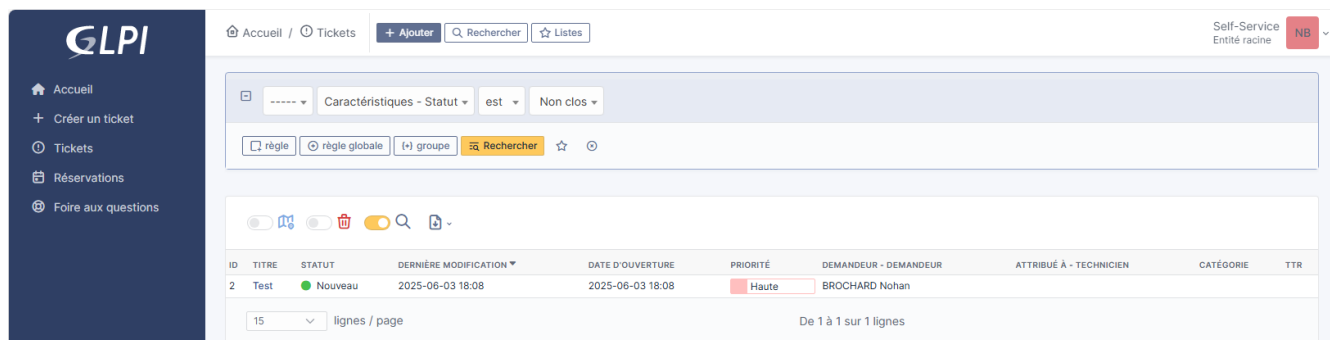 GLPI
Accueil / Tickets
+ Ajouter
Rechercher
Listes
Self-Service
Entité racine
NB
Accueil
+ Créer un ticket
Tickets
Réservations
Foire aux questions
----- Caractéristiques - Statut est Non clos
règle
règle globale
(+) groupe
Rechercher
ID TITRE STATUT DERNIÈRE MODIFICATION DATE D'OUVERTURE PRIORITÉ DEMANDEUR - DEMANDEUR ATTRIBUÉ À - TECHNICIEN CATÉGORIE TTR
2 Test Nouveau 2025-06-03 18:08 2025-06-03 18:08 Haute BROCHARD Nohan
15 lignes / page De 1 à 1 sur 1 lignes